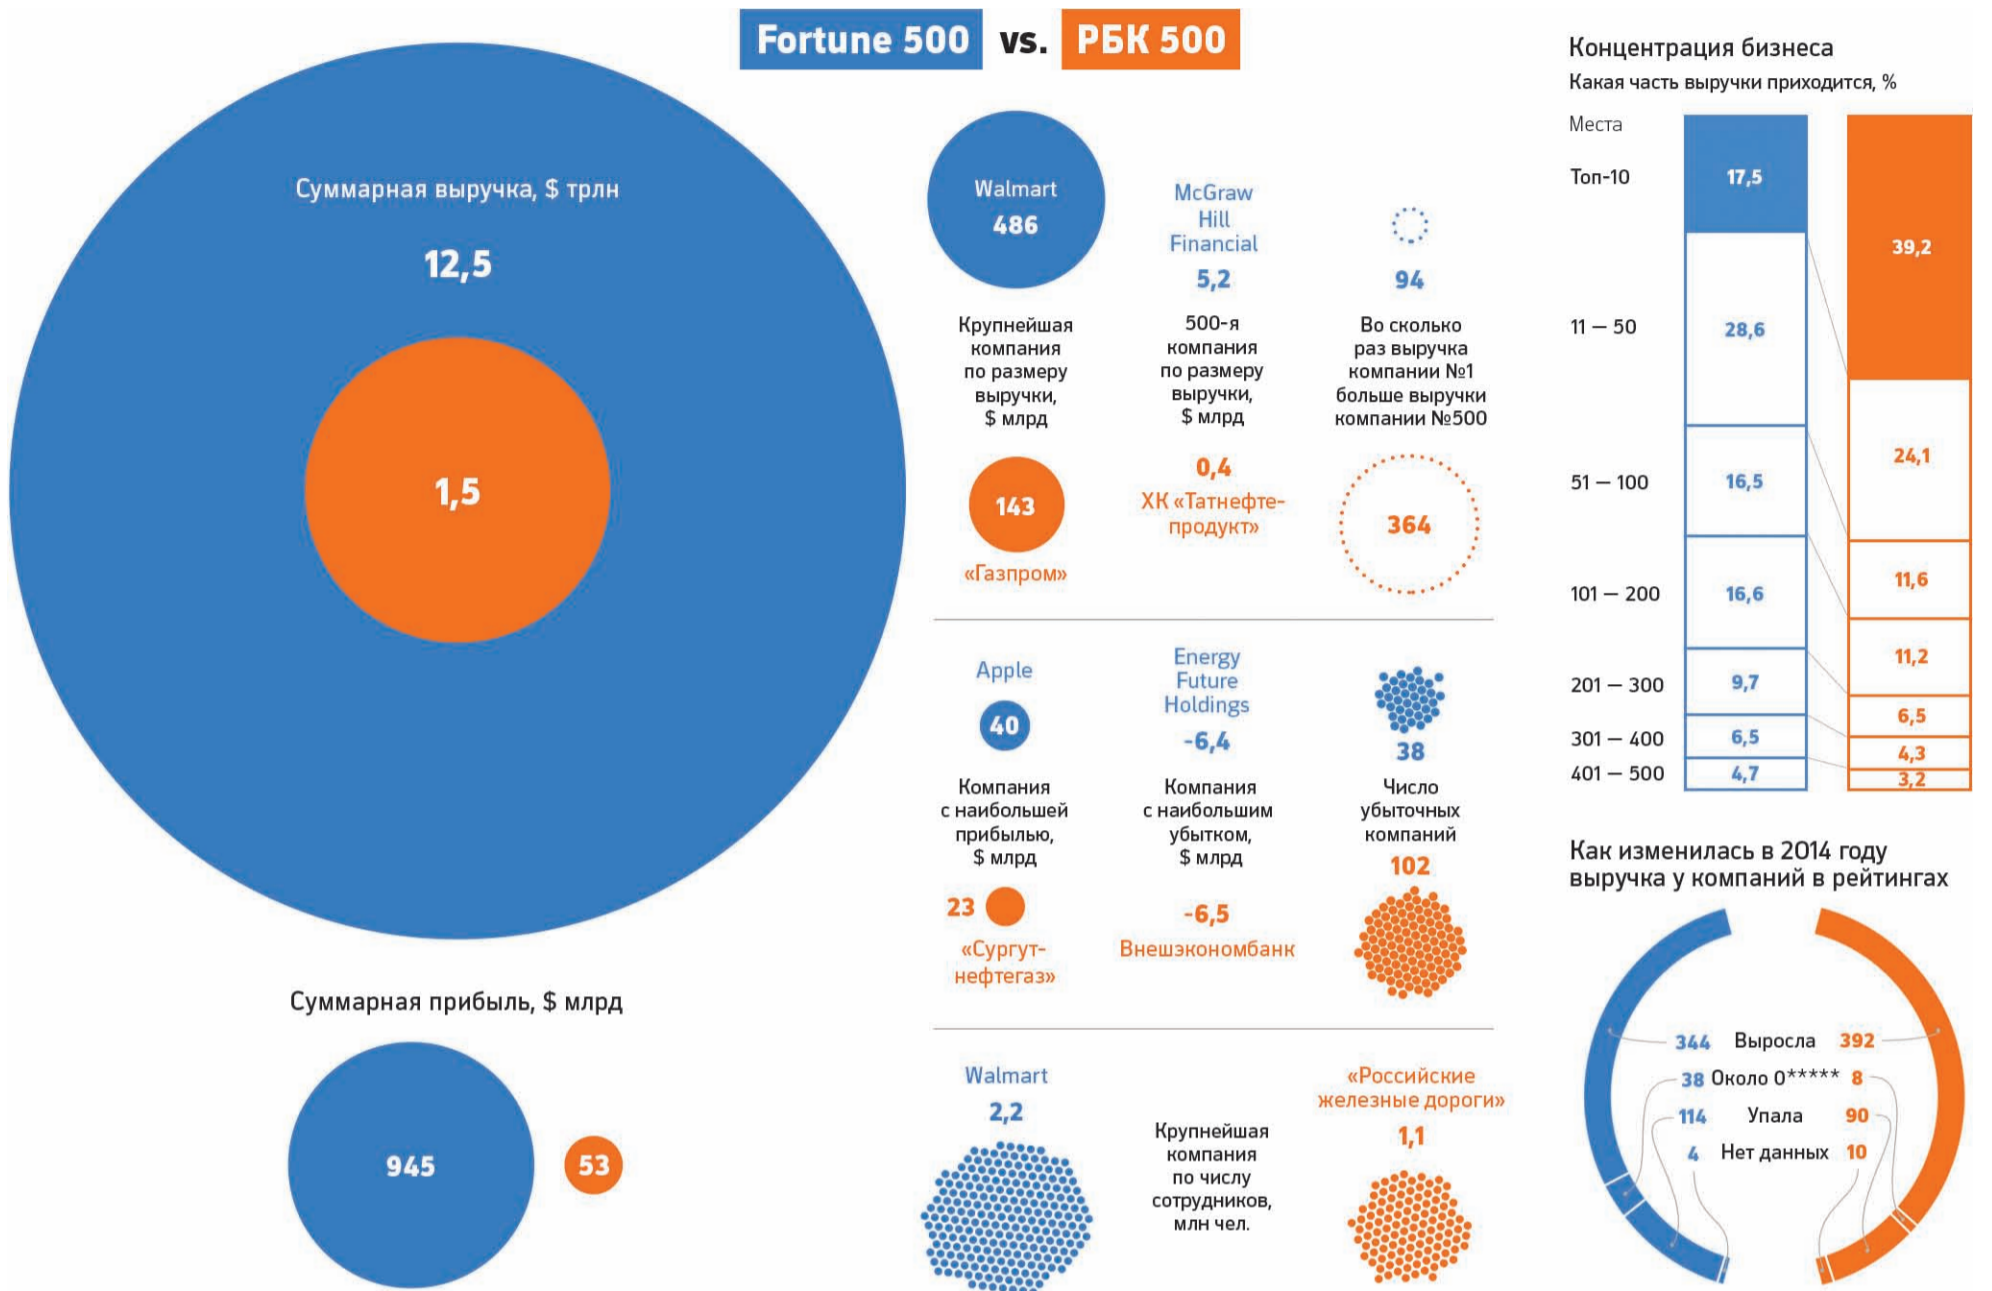 Fortune 500 vs. РБК 500
Суммарная выручка, $ трлн
12,5
1,5
Суммарная прибыль, $ млрд
945
53
Walmart
486
McGraw
Hill
Financial
5,2
94
Крупнейшая
компания
по размеру
выручки,
$ млрд
500-я
компания
по размеру
выручки,
$ млрд
Во сколько
раз выручка
компании №1
больше выручки
компании №500
143
«Газпром»
0,4
ХК «Татнефте-
продукт»
364
Apple
40
Energy
Future
Holdings
-6,4
38
Компания
с наибольшей
прибылью,
$ млрд
Компания
с наибольшим
убытком,
$ млрд
Число
убыточных
компаний
23
«Сургут-
нефтегаз»
-6,5
Внешэкономбанк
102
Walmart
2,2
Крупнейшая
компания
по числу
сотрудников,
млн чел.
«Российские
железные дороги»
1,1
Концентрация бизнеса
Какая часть выручки приходится, %
Места
Топ-10 17,5 39,2
11 — 50 28,6 24,1
51 — 100 16,5 11,6
101 — 200 16,6 11,2
201 — 300 9,7 6,5
301 — 400 6,5 4,3
401 — 500 4,7 3,2
Как изменилась в 2014 году
выручка у компаний в рейтингах
344 Выросла 392
38 Около 0***** 8
114 Упала 90
4 Нет данных 10